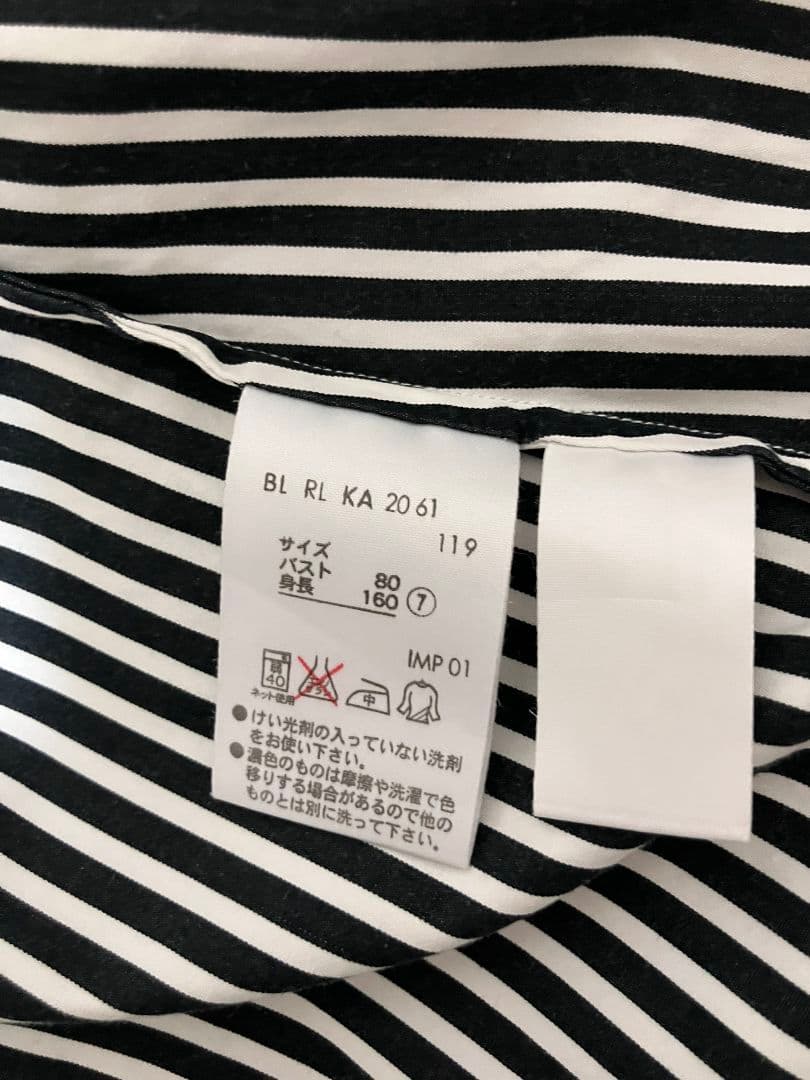 BL RL KA 2061
119
サイズ
バスト 80
身長 160 ⑦
IMP 01
弱
40
中
ネット使用
●けい光剤の入っていない洗剤
をお使い下さい。
●濃色のものは摩擦や洗濯で色
移りする場合があるので他の
ものとは別に洗って下さい。